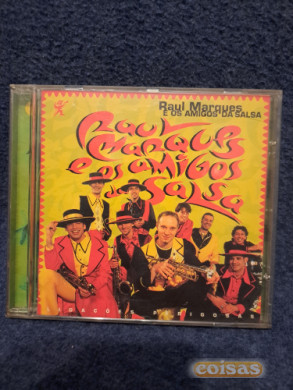 Raul Marques
E OS AMIGOS DA SALSA
Raul
Marques
e os amigos
da Salsa
coisas